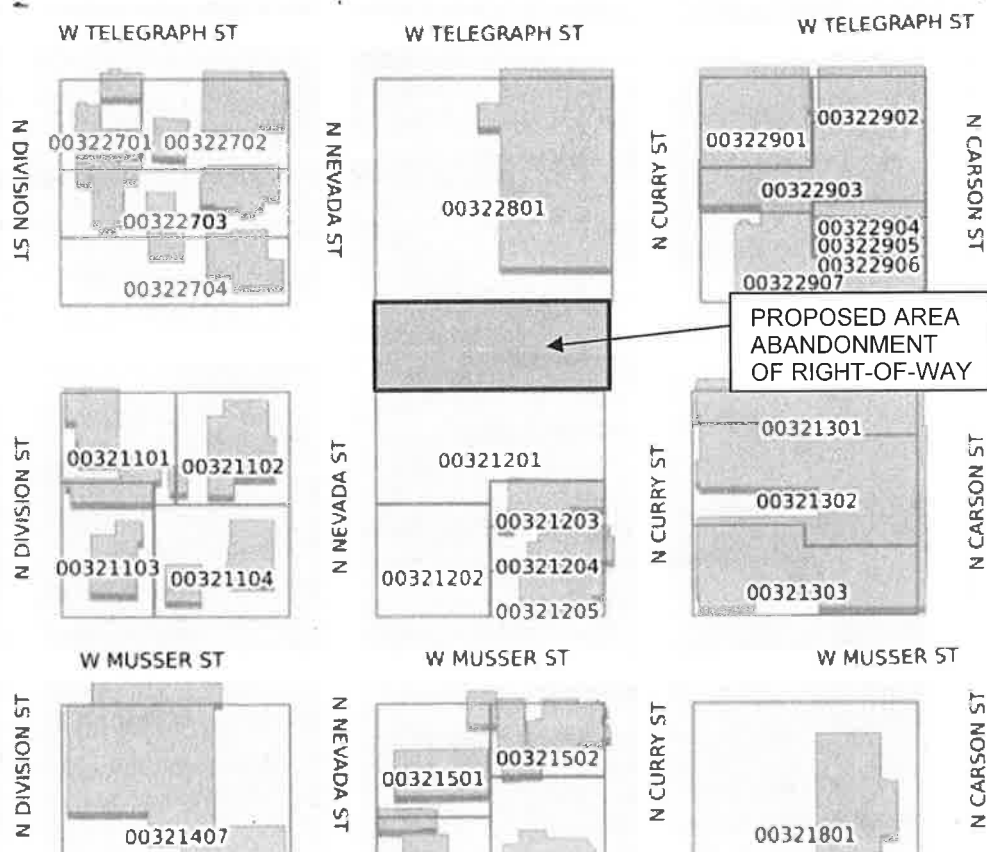 W TELEGRAPH ST
W TELEGRAPH ST
W TELEGRAPH ST
N DIVISION ST
00322701
00322702
00322703
00322704
N NEVADA ST
00322801
N CURRY ST
00322901
00322902
00322903
00322904
00322905
00322906
00322907
N CARSON ST
PROPOSED AREA
ABANDONMENT
OF RIGHT-OF-WAY
N DIVISION ST
00321101
00321102
00321103
00321104
N NEVADA ST
00321201
00321202
00321203
00321204
00321205
N CURRY ST
00321301
00321302
00321303
N CARSON ST
W MUSSER ST
W MUSSER ST
W MUSSER ST
N DIVISION ST
00321407
N NEVADA ST
00321501
00321502
N CURRY ST
00321801
N CARSON ST